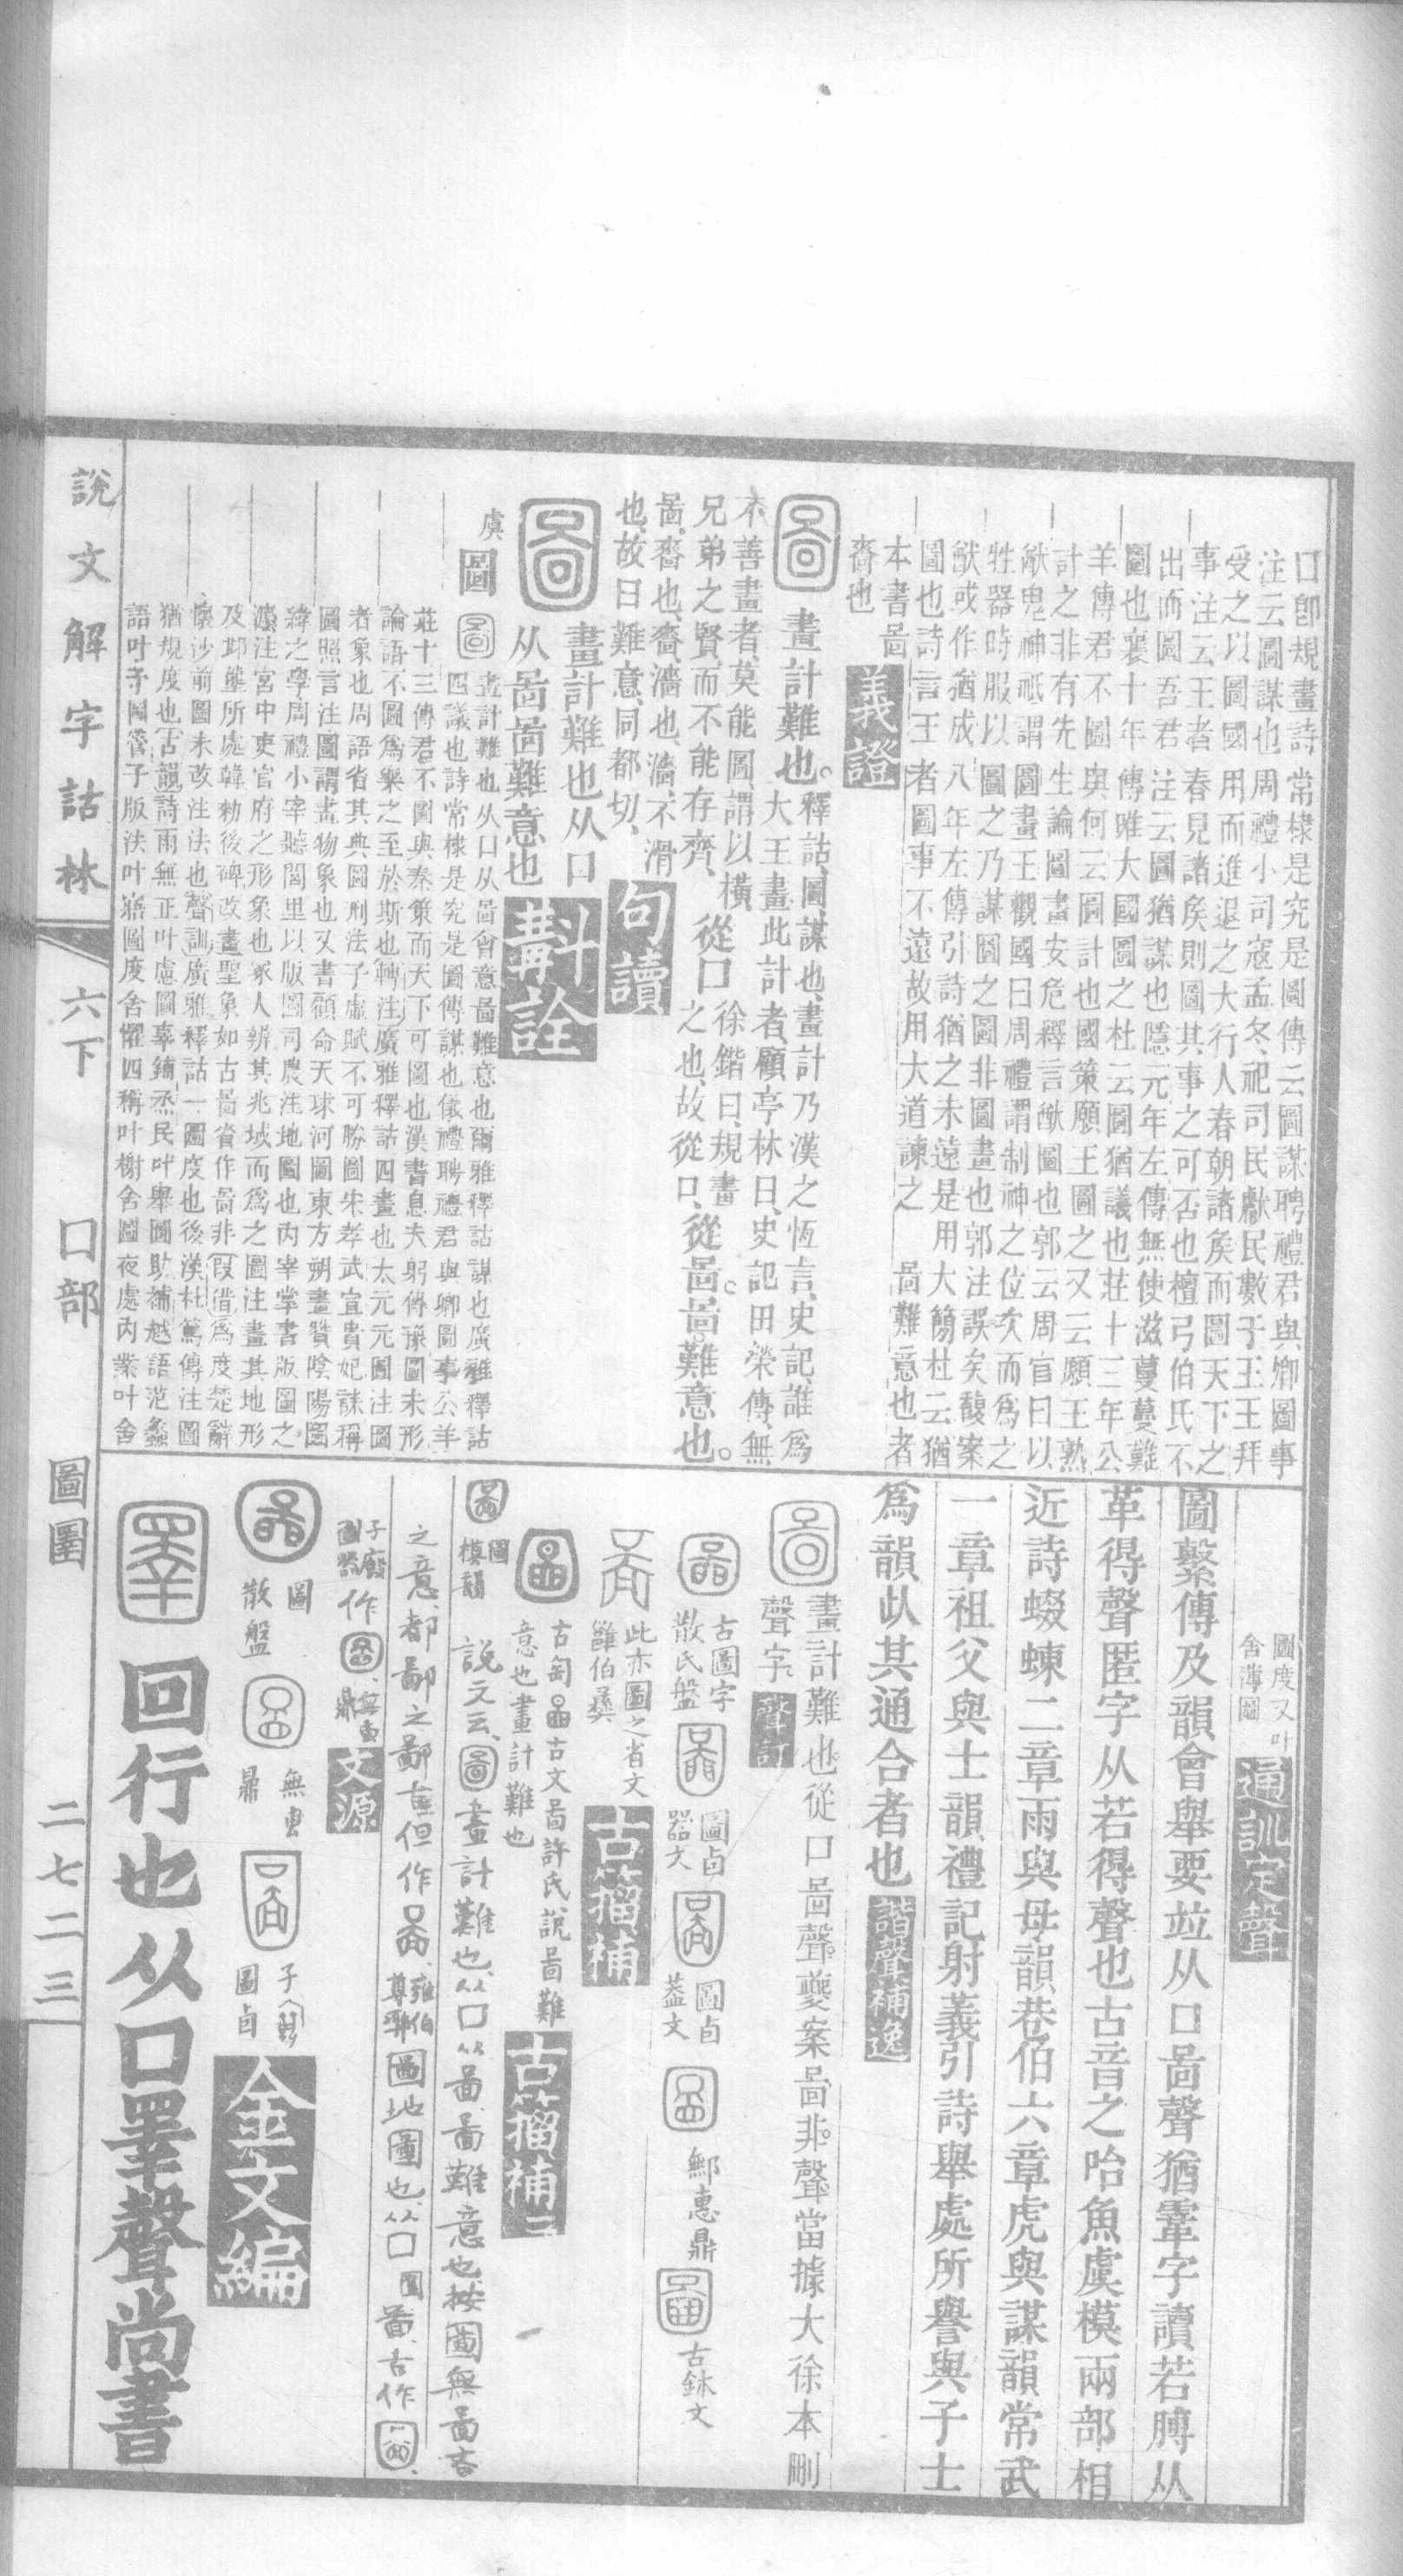 口卽規畫詩常棣是究是圖傳云圖謀聘禮君與卿圖事
注云圖謀也周禮小司寇孟冬祀司民獻民數于王王拜
受之以圖國用而進退之大行人春朝諸矦而圖天下之
事注云王者春見諸矦則圖其事之可否也檀弓伯氏不
出而圖吾君注云圖猶謀也隱元年左傳無使滋蔓蔓難
圖也襄十年傳唯大國圖之杜云圖猶議也莊十三年公
羊傳君不圖與何云圖計也國策願王圖之又云願王熟
計之非有先生論圖畫安危釋言猷圖也郭云周官曰以
猷鬼神祇謂圖畫王觀國曰周禮謂制神之位次而爲之
牲器時服以圖之乃謀圖之圖非圖畫也郭注誤矣馥案
猷或作猶成八年左傳引詩猶之未遠是用大簡杜云猶
圖也詩言王者圖事不遠故用大道諫之 啚難意也者
本書啚
嗇也 義證
圖 畫計難也。釋詁、圖謀也、畫計乃漢之恆言、史記、誰爲
大王畫此計者、顧亭林曰、史記田榮傳、無
不善畫者、莫能圖、謂以橫
兄弟之賢、而不能存齊、從口徐鍇曰、規畫
之也、故從口、從啚。啚。難意也。
啚、嗇也、嗇、濇也、濇、不滑
也、故曰難意、同都切、句讀
圖 畫計難也从口
从啚啚難意也 斠詮
虞 圖 圖 畫計難也从口从啚會意啚難意也爾雅釋詁謀也廣雅釋詁
四議也詩常棣是究是圖傳謀也儀禮聘禮君與卿圖事公羊
莊十三傳君不圖與秦策而天下可圖也漢書息夫躬傳豫圖未形
論語不圖爲樂之至於斯也轉注廣雅釋詁四畫也太元元圖注圖
者象也周語省其典圖刑法子虛賦不可勝圖宋孝武宣貴妃誄稱
圖照言注圖謂畫物象也又書顧命天球河圖東方朔畫贊陰陽圖
緯之學周禮小宰聽閭里以版圖司農注地圖也內宰掌書版圖之
灋注宮中吏官府之形象也冢人辨其兆域而爲之圖注畫其地形
及邱壟所處韓勑後碑改畫聖象如古啚省作啚非叚借爲度楚辭
懷沙前圖未改注法也聲訓廣雅釋詁一圖度也後漢杜篤傳注圖
猶規度也古韻詩雨無正叶慮圖辜鋪烝民叶舉圖助補越語范蠡
語叶予圖管子版法叶寤圖度舍懼四稱叶榭舍圖夜處內業叶舍
圖度又叶
舍薄圖 通訓定聲
圖繫傳及韻會舉要竝从口啚聲猶鞷字讀若膊从
革得聲匿字从若得聲也古音之咍魚虞模兩部相
近詩蝃蝀二章雨與母韻巷伯六章虎與謀韻常武
一章祖父與士韻禮記射義引詩舉處所譽與子士
爲韻㠯其通合者也 諧聲補逸
圖 畫計難也從口啚聲夔案啚非聲當據大徐本刪
聲字 聲訂
古圖字
散氏盤 圖卣
器文 圖卣
蓋文 鄦惠鼎 古鉢文
此亦圖之省文
雝伯彝 古籀補
古匋 古文啚許氏說啚難
意也畫計難也 古籀補二
圖
模韻 說文云、圖畫計難也、从口从啚、啚難意也、按圖無啚嗇
之意、都鄙之鄙古但作 雍伯
尊彝 圖地圖也、从口啚、古作
子廢
圖器 作 、無叀
鼎 文源
圖
散盤 無叀
鼎 子
圖卣 金文編
圛 回行也从口睪聲尚書
說文解字詁林 六下 口部 圖圛 二七二三